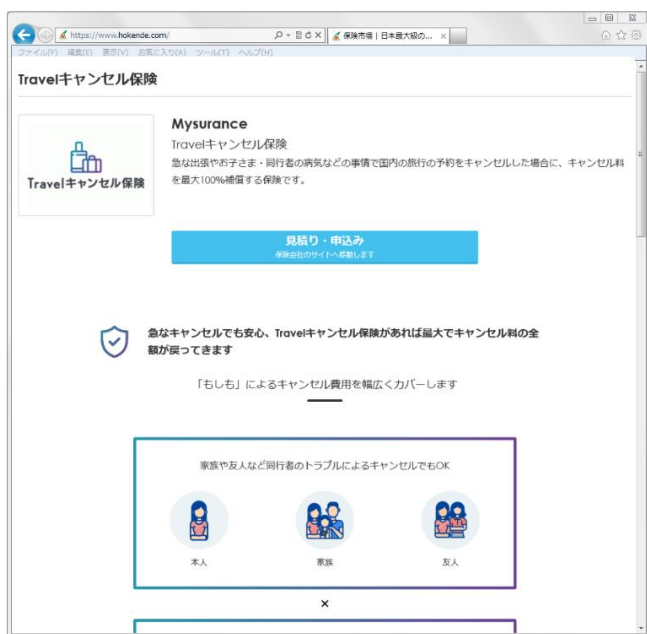 https://www.hokende.com/
保険市場 | 日本最大級の...
ファイル(F) 編集(E) 表示(V) お気に入り(A) ツール(T) ヘルプ(H)
Travelキャンセル保険
Mysurance
Travelキャンセル保険
急な出張やお子さま・同行者の病気などの事情で国内の旅行の予約をキャンセルした場合に、キャンセル料
を最大100%補償する保険です。
Travelキャンセル保険
見積り・申込み
保険会社のサイトへ移動します
急なキャンセルでも安心、Travelキャンセル保険があれば最大でキャンセル料の全
額が戻ってきます
「もしも」によるキャンセル費用を幅広くカバーします
家族や友人など同行者のトラブルによるキャンセルでもOK
本人 家族 友人
×